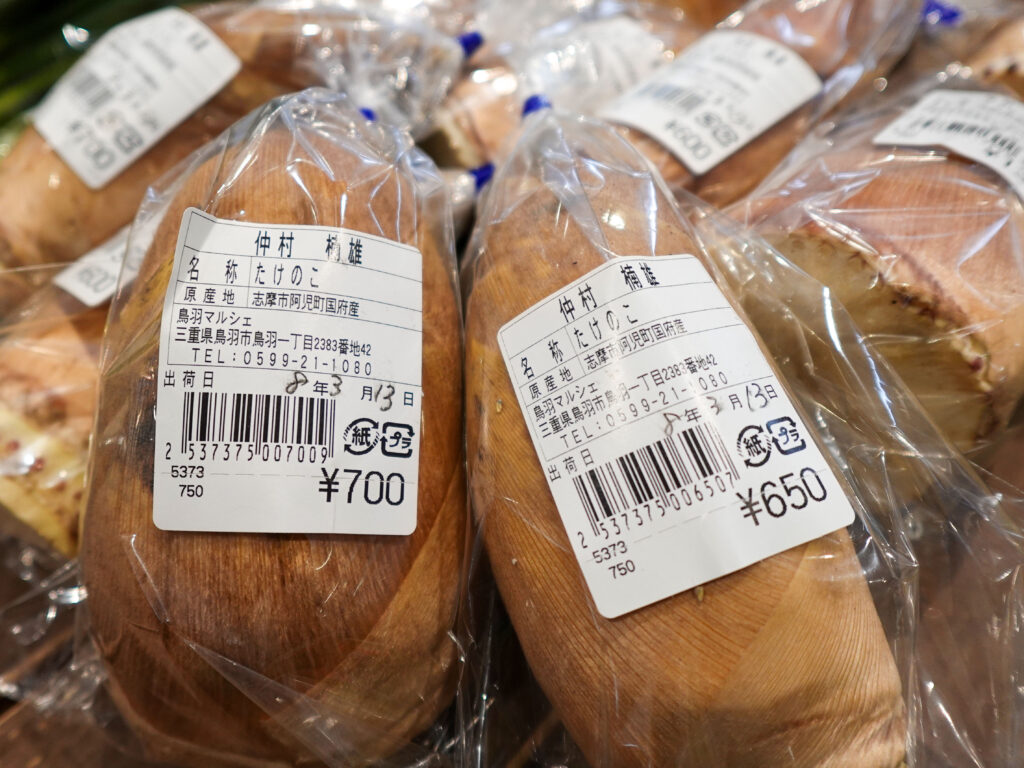 仲村 楠雄
名 称 たけのこ
原産地 志摩市阿児町国府産
鳥羽マルシェ
三重県鳥羽市鳥羽一丁目2383番地42
TEL:0599-21-1080
出荷日 8年3月13日
紙 プラ
2 537375 007009
5373
750
¥700
仲村 楠雄
名 称 たけのこ
原産地 志摩市阿児町国府産
鳥羽マルシェ
三重県鳥羽市鳥羽一丁目2383番地42
TEL:0599-21-1080
出荷日 8年3月13日
紙 プラ
2 537375 006507
5373
750
¥650